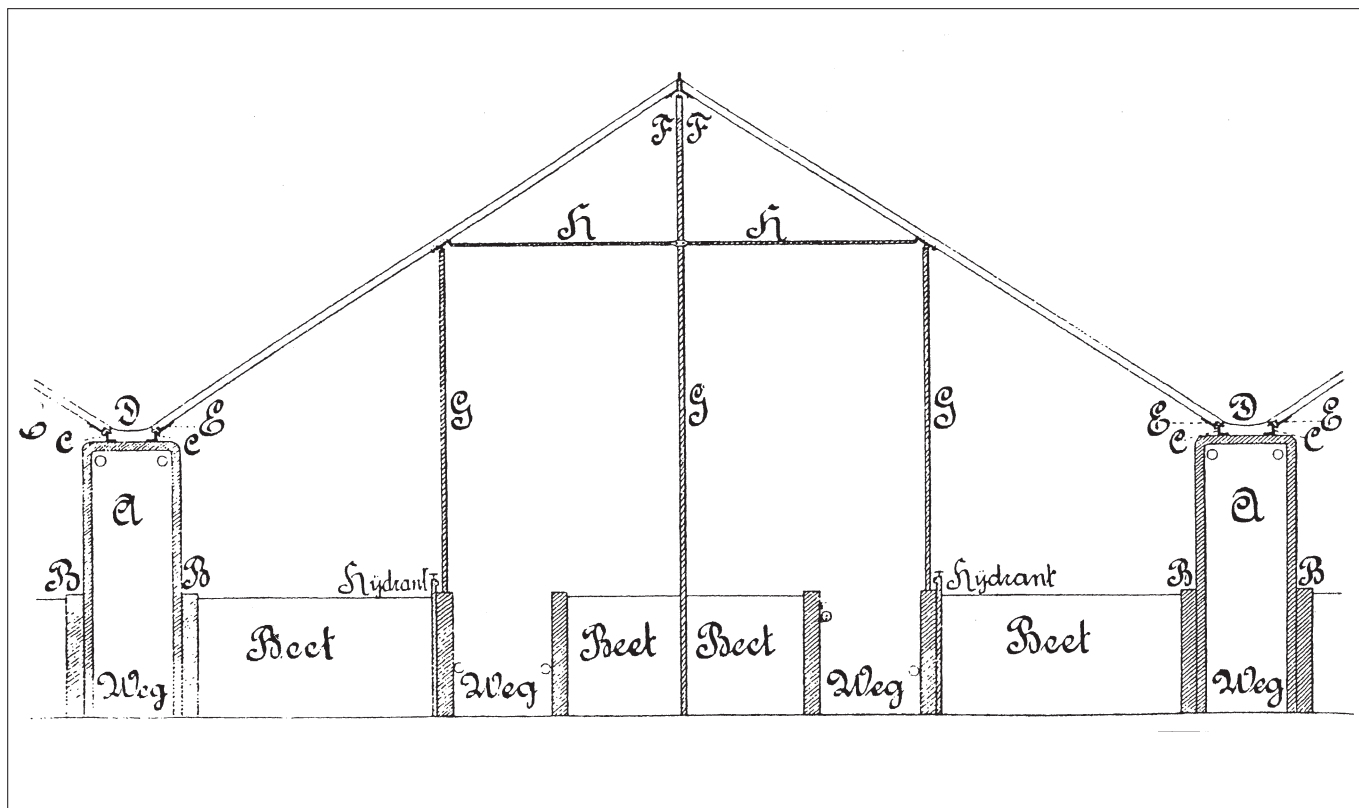 F F
H H
G G G
D D
E E E E
C C C C
A A
B B B B
Hydrant Hydrant
Beet Beet Beet Beet
Weg Weg Weg Weg